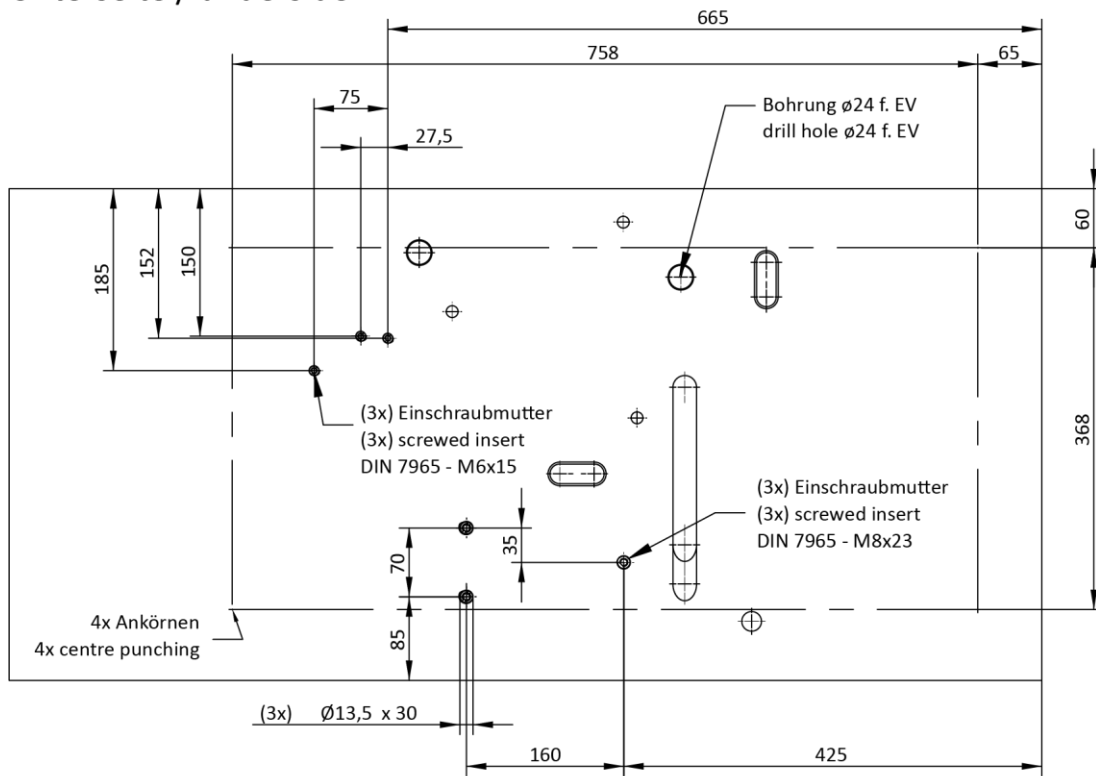 665
758
65
75
27,5
Bohrung ø24 f. EV
drill hole ø24 f. EV
60
185
152
150
368
(3x) Einschraubmutter
(3x) screwed insert
DIN 7965 - M6x15
(3x) Einschraubmutter
(3x) screwed insert
DIN 7965 - M8x23
35
70
85
4x Ankörnen
4x centre punching
(3x) Ø13,5 x 30
160
425